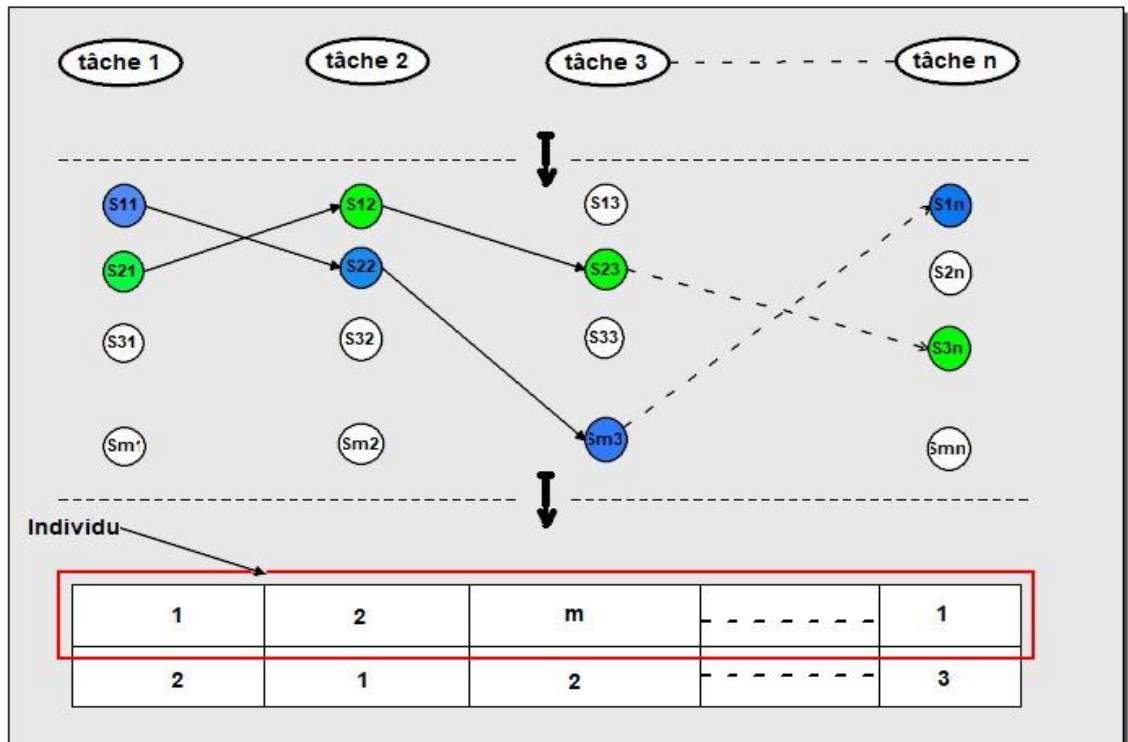 tâche 1 tâche 2 tâche 3 tâche n
S11 S12 S13 S1n
S21 S22 S23 S2n
S31 S32 S33 S3n
Sm1 Sm2 Sm3 Smn
Individu
1 2 m 1
2 1 2 3